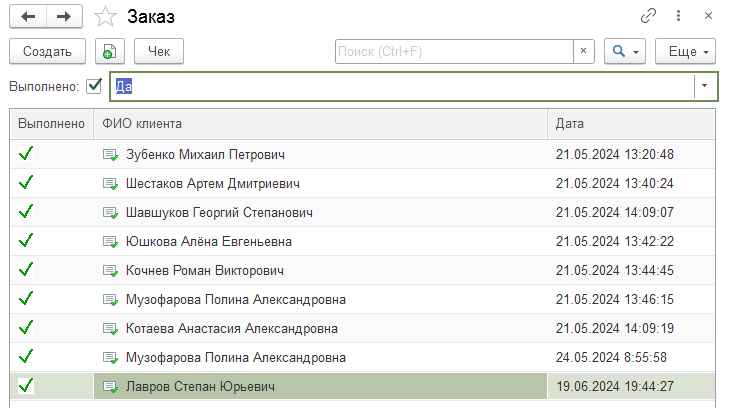 Заказ
Создать Чек Поиск (Ctrl+F) × Еще
Выполнено: Да
Выполнено ФИО клиента Дата
Зубенко Михаил Петрович 21.05.2024 13:20:48
Шестаков Артем Дмитриевич 21.05.2024 13:40:24
Шавшуков Георгий Степанович 21.05.2024 14:09:07
Юшкова Алёна Евгеньевна 21.05.2024 13:42:22
Кочнев Роман Викторович 21.05.2024 13:44:45
Музофарова Полина Александровна 21.05.2024 13:46:15
Котаева Анастасия Александровна 21.05.2024 14:09:19
Музофарова Полина Александровна 24.05.2024 8:55:58
Лавров Степан Юрьевич 19.06.2024 19:44:27